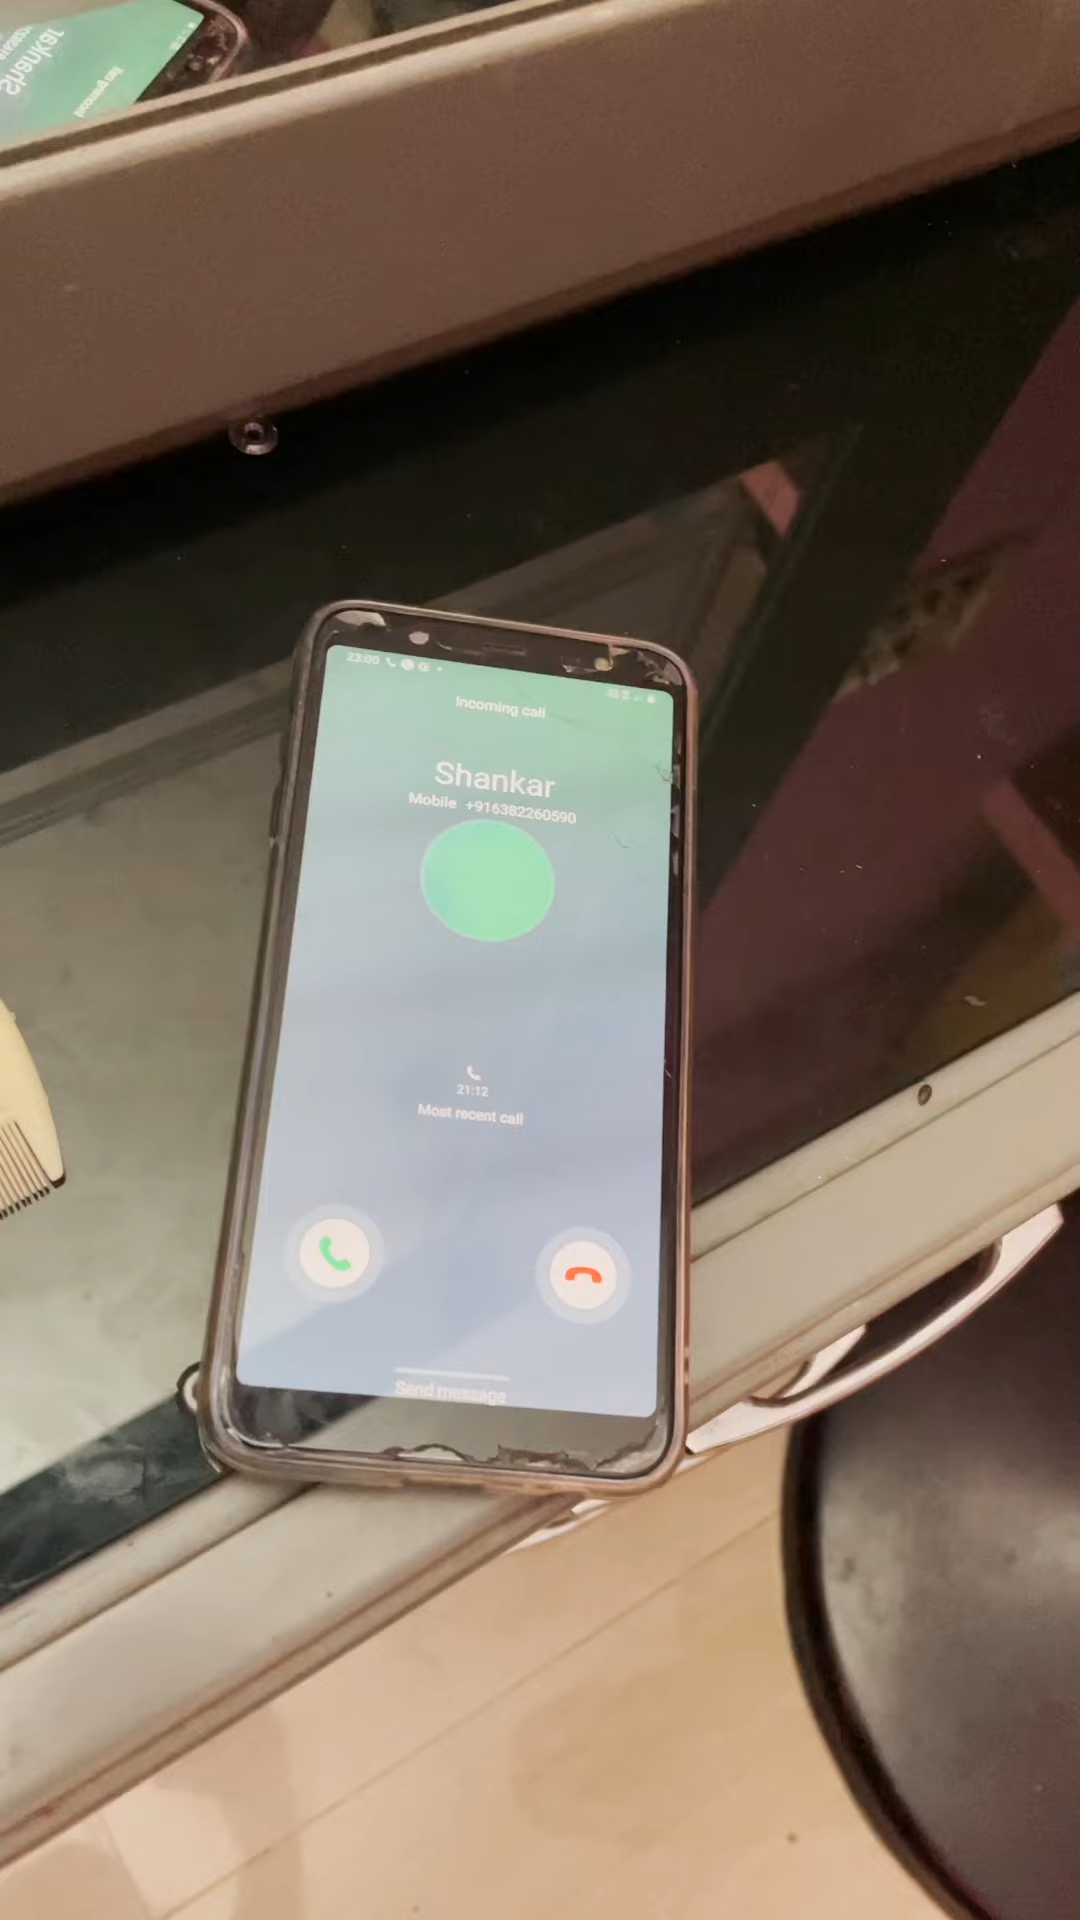 23:00
Incoming call
Shankar
Mobile +916382260590
21:12
Most recent call
Send message